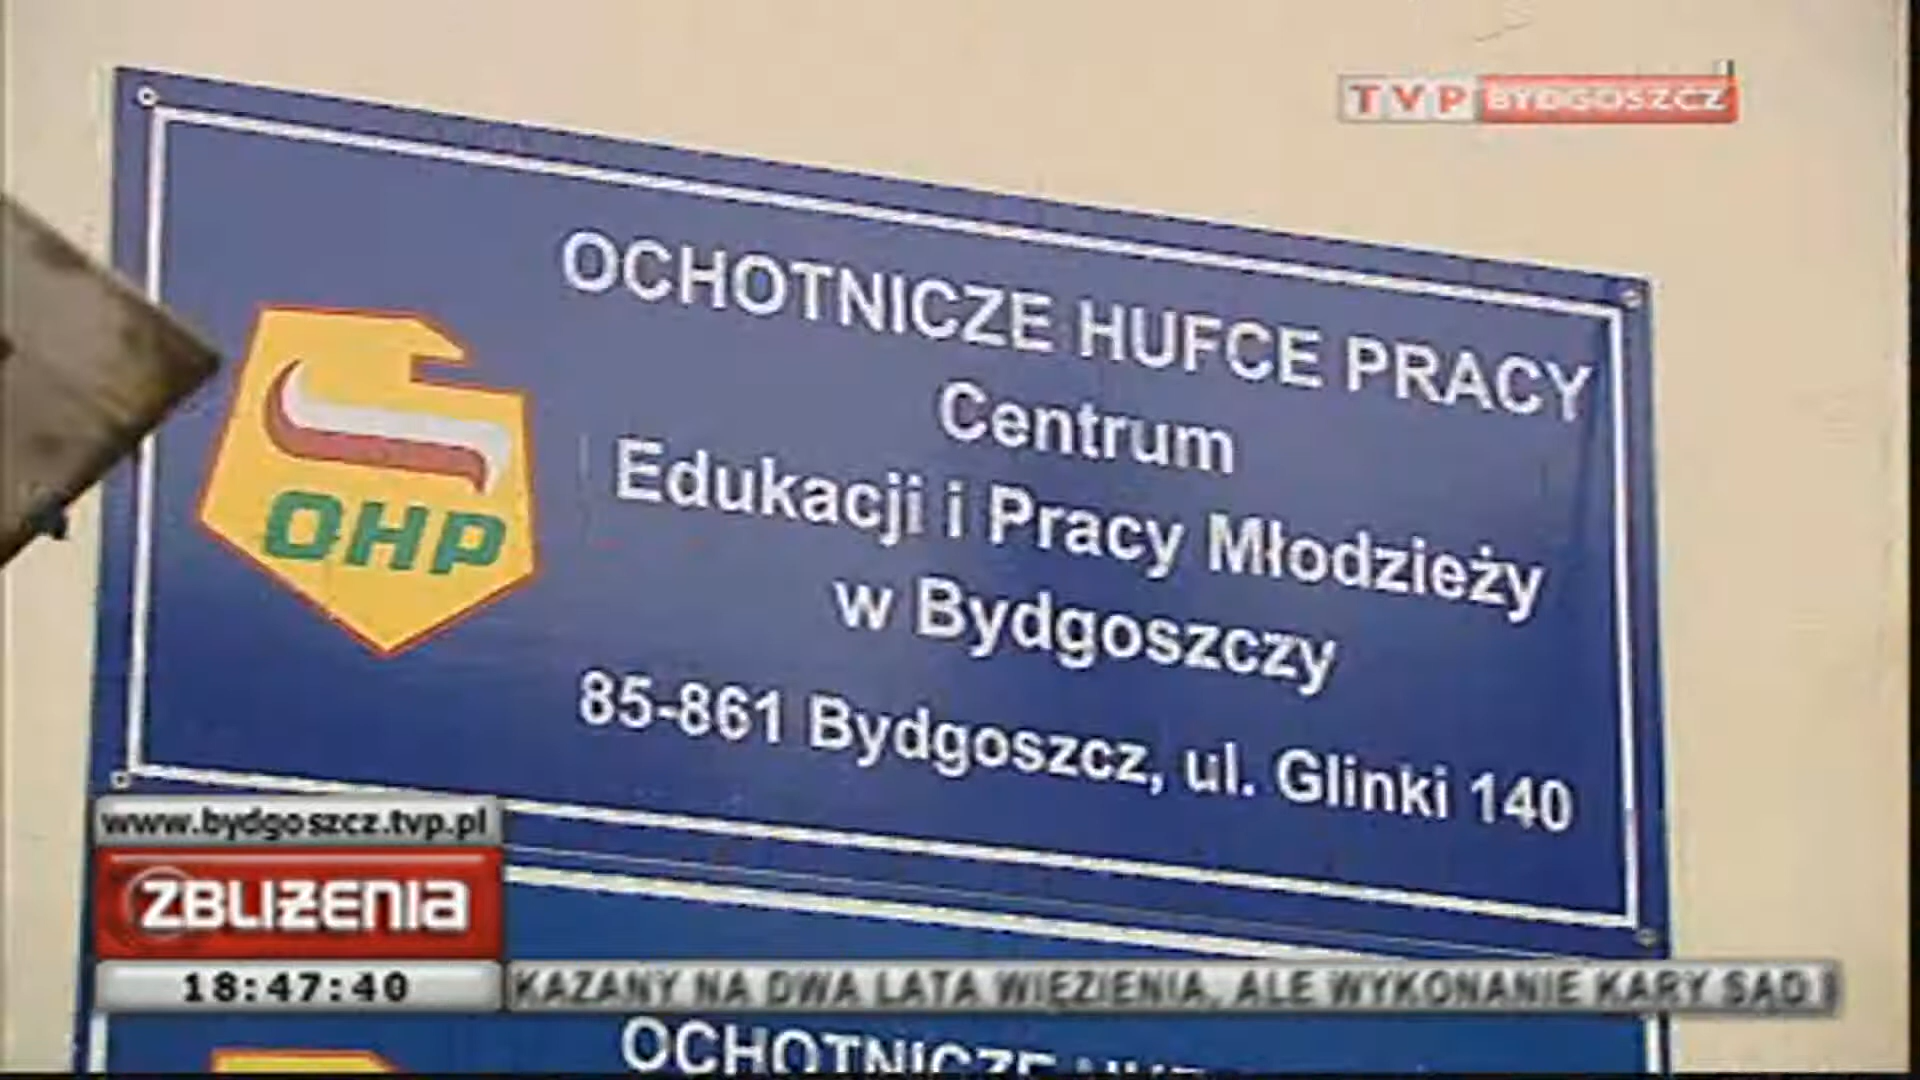 TVP BYDGOSZCZ
OCHOTNICZE HUFCE PRACY
Centrum
Edukacji i Pracy Młodzieży
w Bydgoszczy
85-861 Bydgoszcz, ul. Glinki 140
OHP
www.bydgoszcz.tvp.pl
ZBLIŻENIA
18:47:40
KAZANY NA DWA LATA WIĘZIENIA, ALE WYKONANIE KARY SĄD
OCHOTNICZE